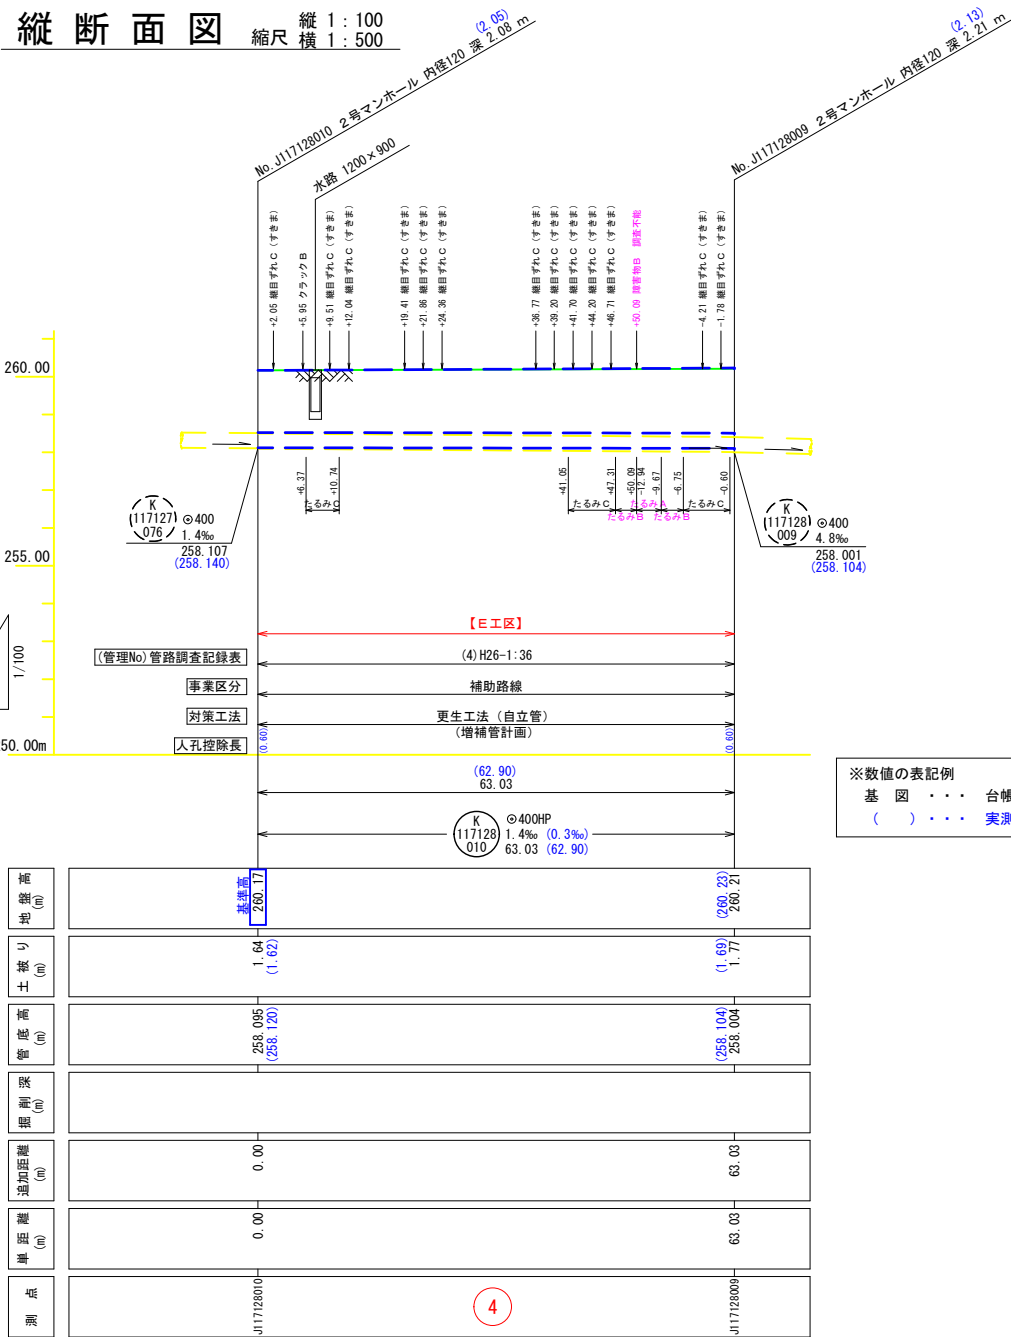 縦断面図
縮尺 縦 1:100
横 1:500
(2.05)
No.J117128010 2号マンホール 内径120 深 2.08 m
(2.13)
No.J117128009 2号マンホール 内径120 深 2.21 m
水路 1200×900
+2.05 継目ずれC (すきま)
+5.95 クラックB
+9.51 継目ずれC (すきま)
+12.04 継目ずれC (すきま)
+19.41 継目ずれC (すきま)
+21.86 継目ずれC (すきま)
+24.36 継目ずれC (すきま)
+36.77 継目ずれC (すきま)
+39.20 継目ずれC (すきま)
+41.70 継目ずれC (すきま)
+44.20 継目ずれC (すきま)
+46.71 継目ずれC (すきま)
+50.09 障害物B 調査不能
-4.21 継目ずれC (すきま)
-1.78 継目ずれC (すきま)
260.00
+6.37
+10.74
たるみC
+41.05
+47.31
+50.09
-12.94
-9.67
-6.75
-0.60
たるみC
たるみA
たるみC
たるみB
たるみB
K
117127
076
◎400
1.4‰
258.107
(258.140)
K
117128
009
◎400
4.8‰
258.001
(258.104)
255.00
1/100
【E工区】
(管理No)管路調査記録表
(4)H26-1:36
事業区分
補助路線
対策工法
更生工法 (自立管)
(増補管計画)
人孔控除長
(0.60)
(0.60)
50.00m
(62.90)
63.03
K
117128
010
◎400HP
1.4‰ (0.3‰)
63.03 (62.90)
※数値の表記例
基 図 ・・・ 台帳
( ) ・・・ 実測
地盤高
(m)
基準高
260.17
(260.23)
260.21
土被り
(m)
1.64
(1.62)
(1.69)
1.77
管底高
(m)
258.095
(258.120)
(258.104)
258.004
掘削深
(m)
追加距離
(m)
0.00
63.03
単距離
(m)
0.00
63.03
測点
J117128010
4
J117128009